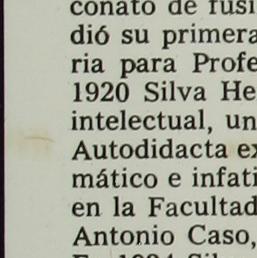 conato de fusi
dió su primera
ria para Profe
1920 Silva He
intelectual, un
Autodidacta ex
mático e infati
en la Facultad
Antonio Caso,